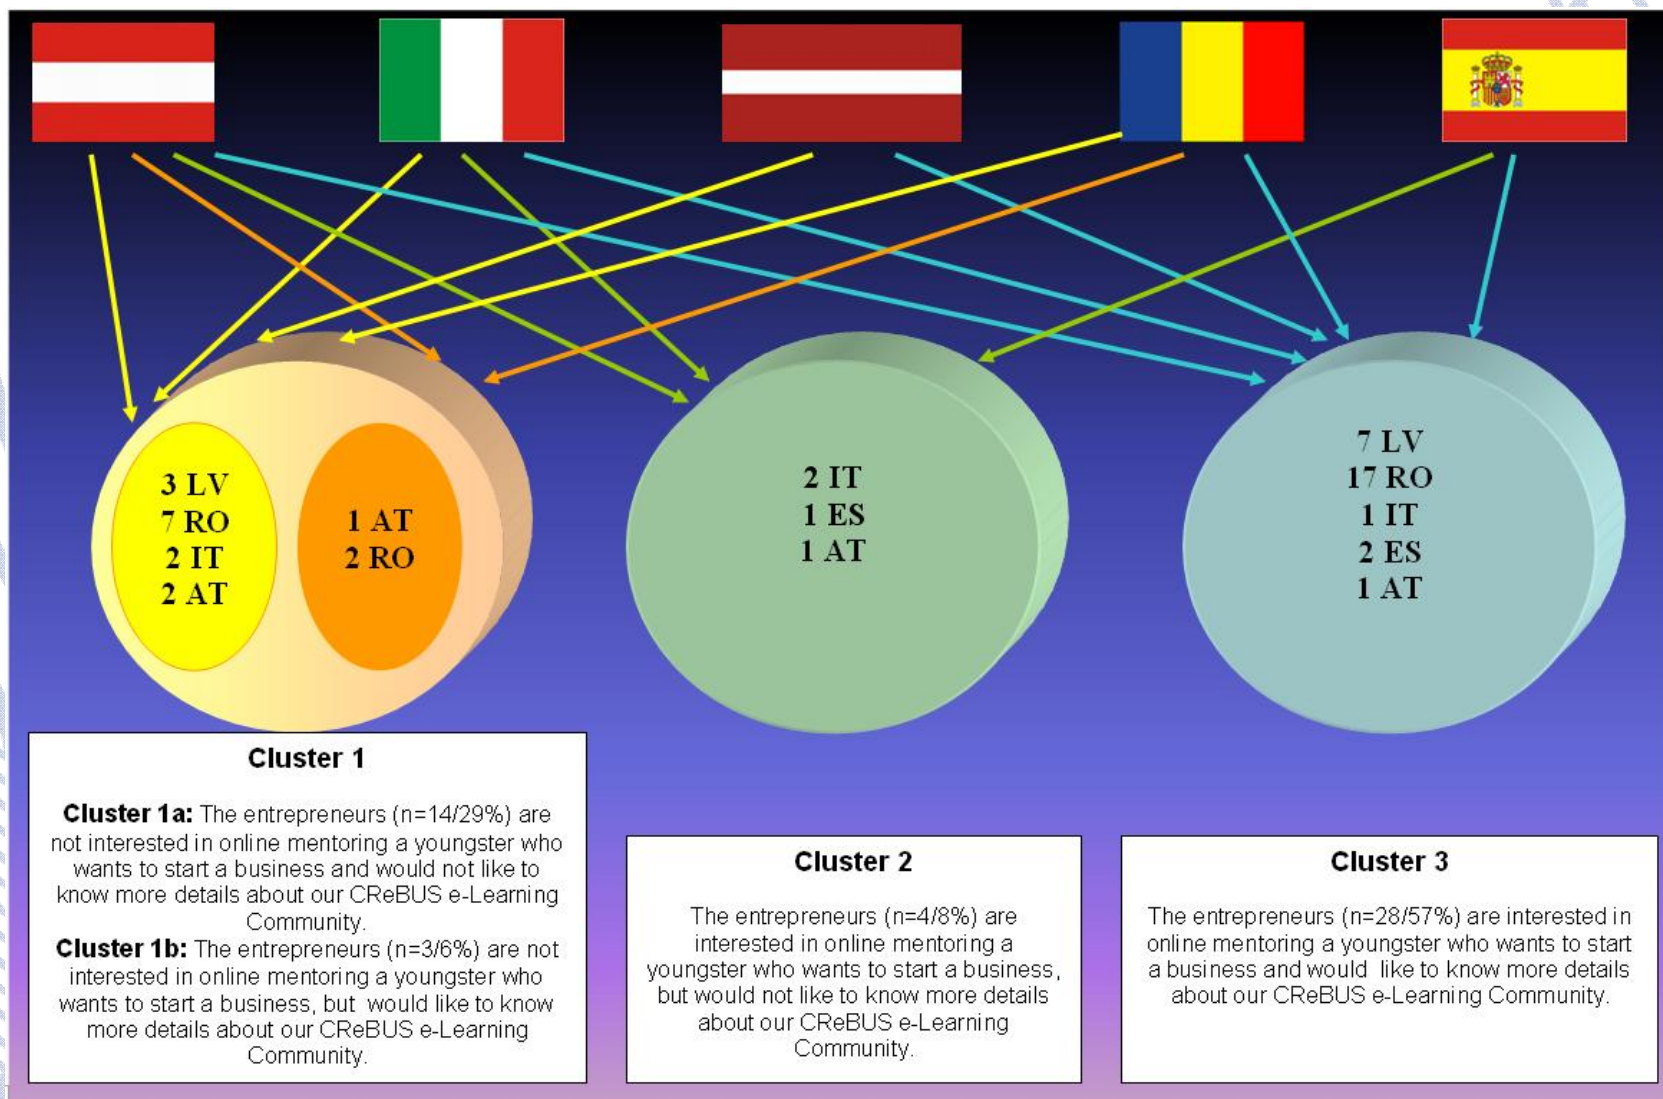 3 LV
7 RO
2 IT
2 AT
1 AT
2 RO
2 IT
1 ES
1 AT
7 LV
17 RO
1 IT
2 ES
1 AT
Cluster 1
Cluster 1a: The entrepreneurs (n=14/29%) are
not interested in online mentoring a youngster who
wants to start a business and would not like to
know more details about our CReBUS e-Learning
Community.
Cluster 1b: The entrepreneurs (n=3/6%) are not
interested in online mentoring a youngster who
wants to start a business, but would like to know
more details about our CReBUS e-Learning
Community.
Cluster 2
The entrepreneurs (n=4/8%) are
interested in online mentoring a
youngster who wants to start a business,
but would not like to know more details
about our CReBUS e-Learning
Community.
Cluster 3
The entrepreneurs (n=28/57%) are interested in
online mentoring a youngster who wants to start
a business and would like to know more details
about our CReBUS e-Learning Community.